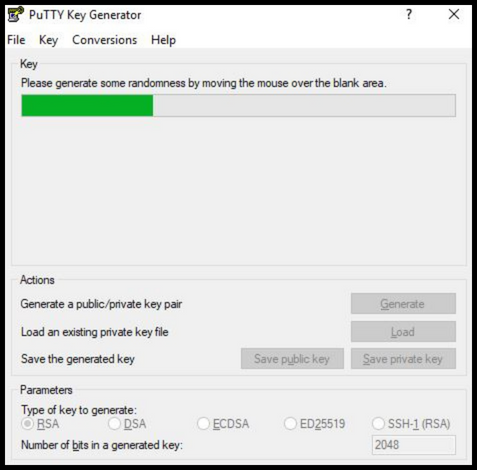 PuTTY Key Generator ? ×
File Key Conversions Help
Key
Please generate some randomness by moving the mouse over the blank area.
Actions
Generate a public/private key pair Generate
Load an existing private key file Load
Save the generated key Save public key Save private key
Parameters
Type of key to generate:
RSA DSA ECDSA ED25519 SSH-1 (RSA)
Number of bits in a generated key: 2048